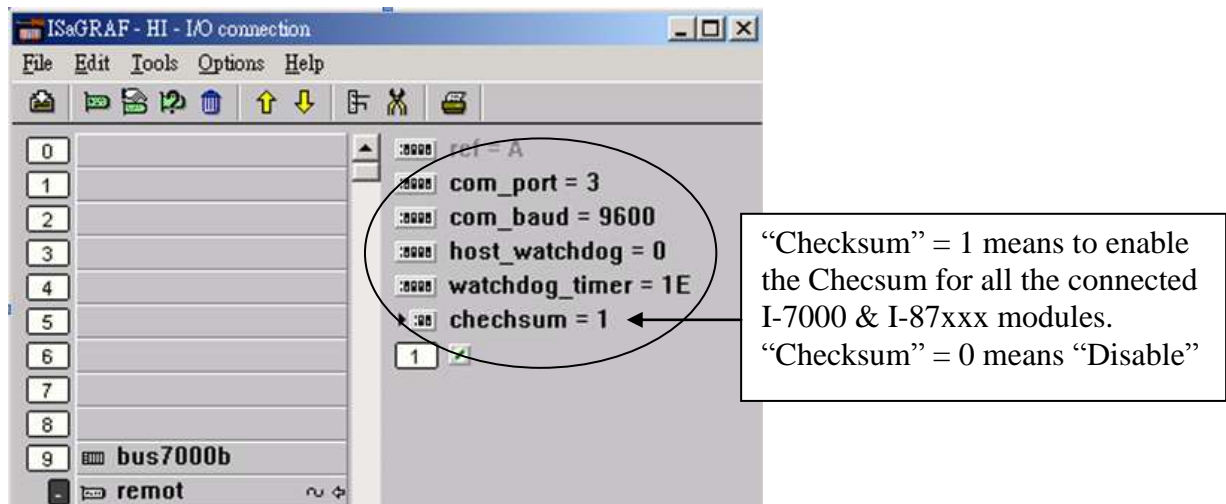 ISaGRAF - HI - I/O connection
File Edit Tools Options Help
0
1
2
3
4
5
6
7
8
9 bus7000b
remot
ref = A
com_port = 3
com_baud = 9600
host_watchdog = 0
watchdog_timer = 1E
chechsum = 1
1
“Checksum” = 1 means to enable
the Checsum for all the connected
I-7000 & I-87xxx modules.
“Checksum” = 0 means “Disable”